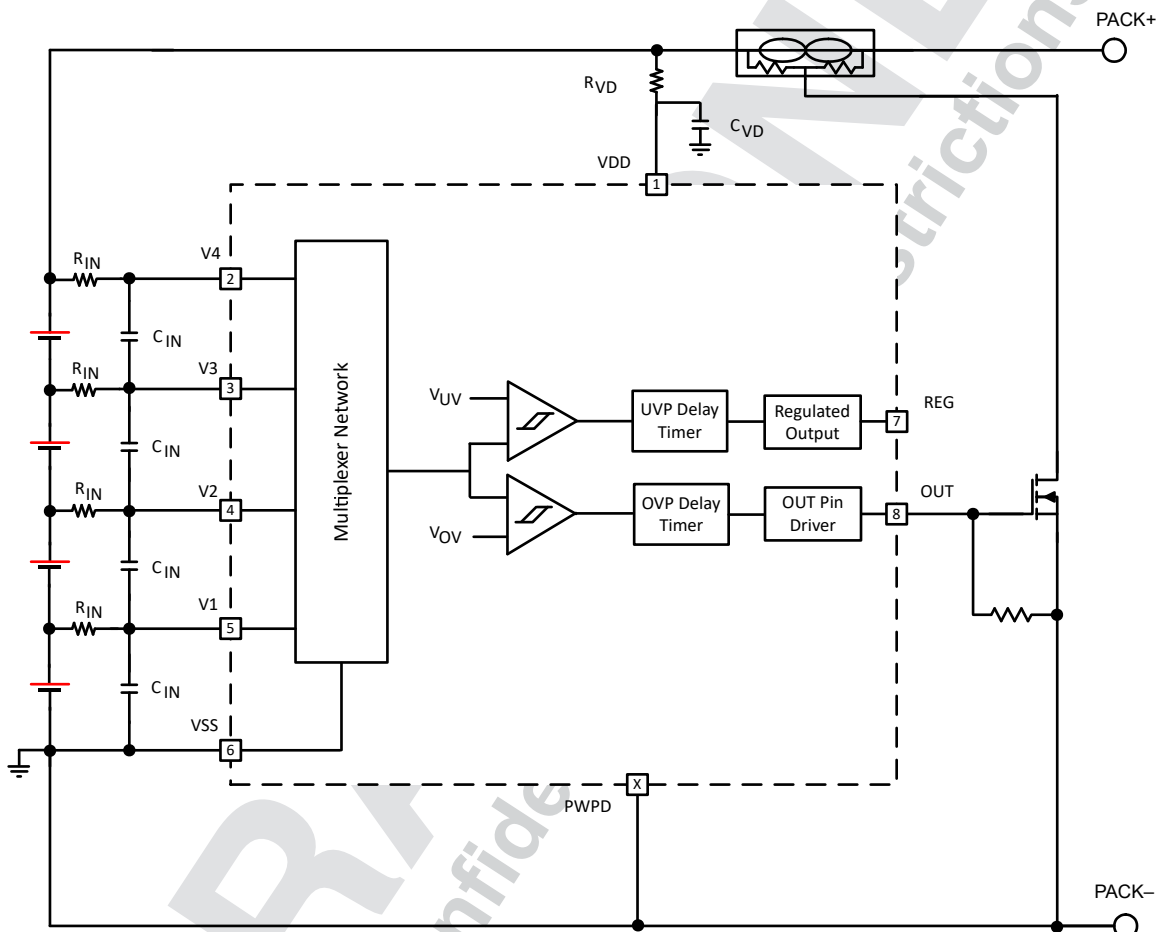 PACK+
RVD
CVD
VDD
1
V4
RIN
2
CIN
V3
RIN
3
Multiplexer Network
VUV
UVP Delay
Timer
Regulated
Output
REG
7
CIN
V2
RIN
4
VOV
OVP Delay
Timer
OUT Pin
Driver
OUT
8
CIN
V1
RIN
5
CIN
VSS
6
X
PWPD
PACK–
strictions
nfide